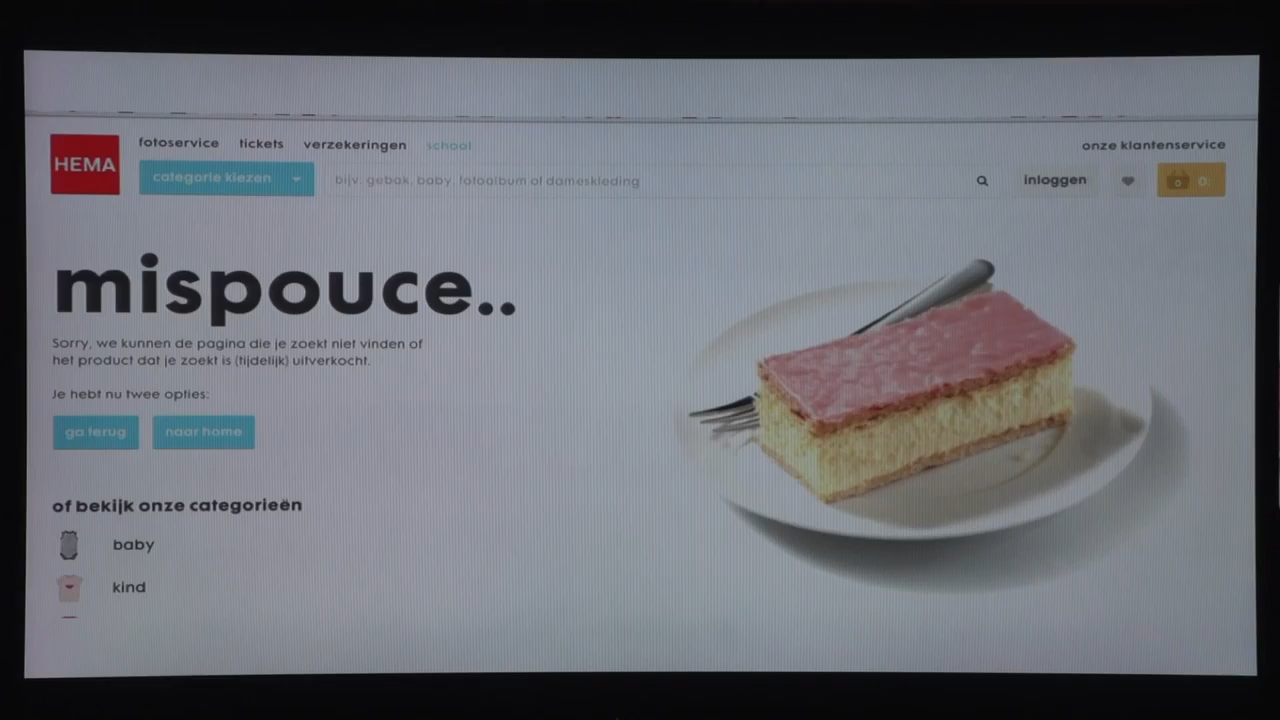 HEMA
fotoservice tickets verzekeringen school
onze klantenservice
categorie kiezen
bijv. gebak, baby, fotoalbum of dameskleding
inloggen
0
0,
mispouce..
Sorry, we kunnen de pagina die je zoekt niet vinden of
het product dat je zoekt is (tijdelijk) uitverkocht.
Je hebt nu twee opties:
ga terug naar home
of bekijk onze categorieën
baby
kind